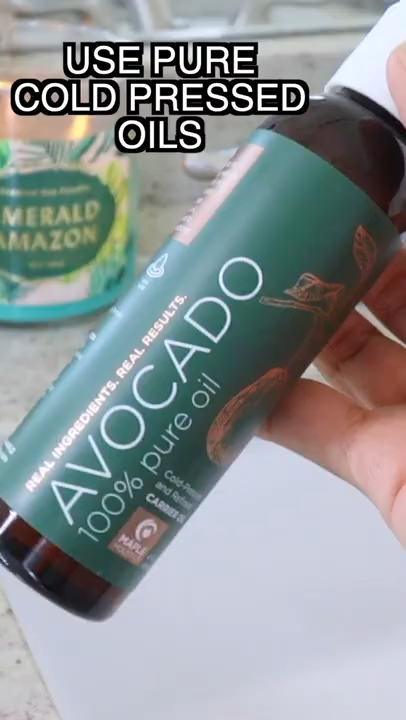 USE PURE
COLD PRESSED
OILS
EMERALD
AMAZON
REAL INGREDIENTS. REAL RESULTS.
AVOCADO
100% pure oil
Cold-Pressed
and Refined
CARRIER OIL
MAPLE
HOLISTICS